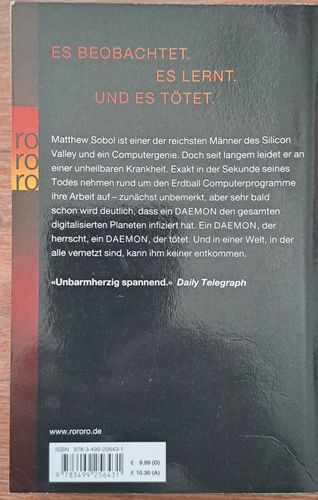 ES BEOBACHTET.
ES LERNT.
UND ES TÖTET.
ro
ro
ro
Matthew Sobol ist einer der reichsten Männer des Silicon
Valley und ein Computergenie. Doch seit langem leidet er an
einer unheilbaren Krankheit. Exakt in der Sekunde seines
Todes nehmen rund um den Erdball Computerprogramme
ihre Arbeit auf – zunächst unbemerkt, aber sehr bald
schon wird deutlich, dass ein DAEMON den gesamten
digitalisierten Planeten infiziert hat. Ein DAEMON, der
herrscht, ein DAEMON, der tötet. Und in einer Welt, in der
alle vernetzt sind, kann ihm keiner entkommen.
«Unbarmherzig spannend.» Daily Telegraph
www.rororo.de
ISBN 978-3-499-25643-1
€ 9,99 (D)
€ 10,30 (A)
9 783499 256431